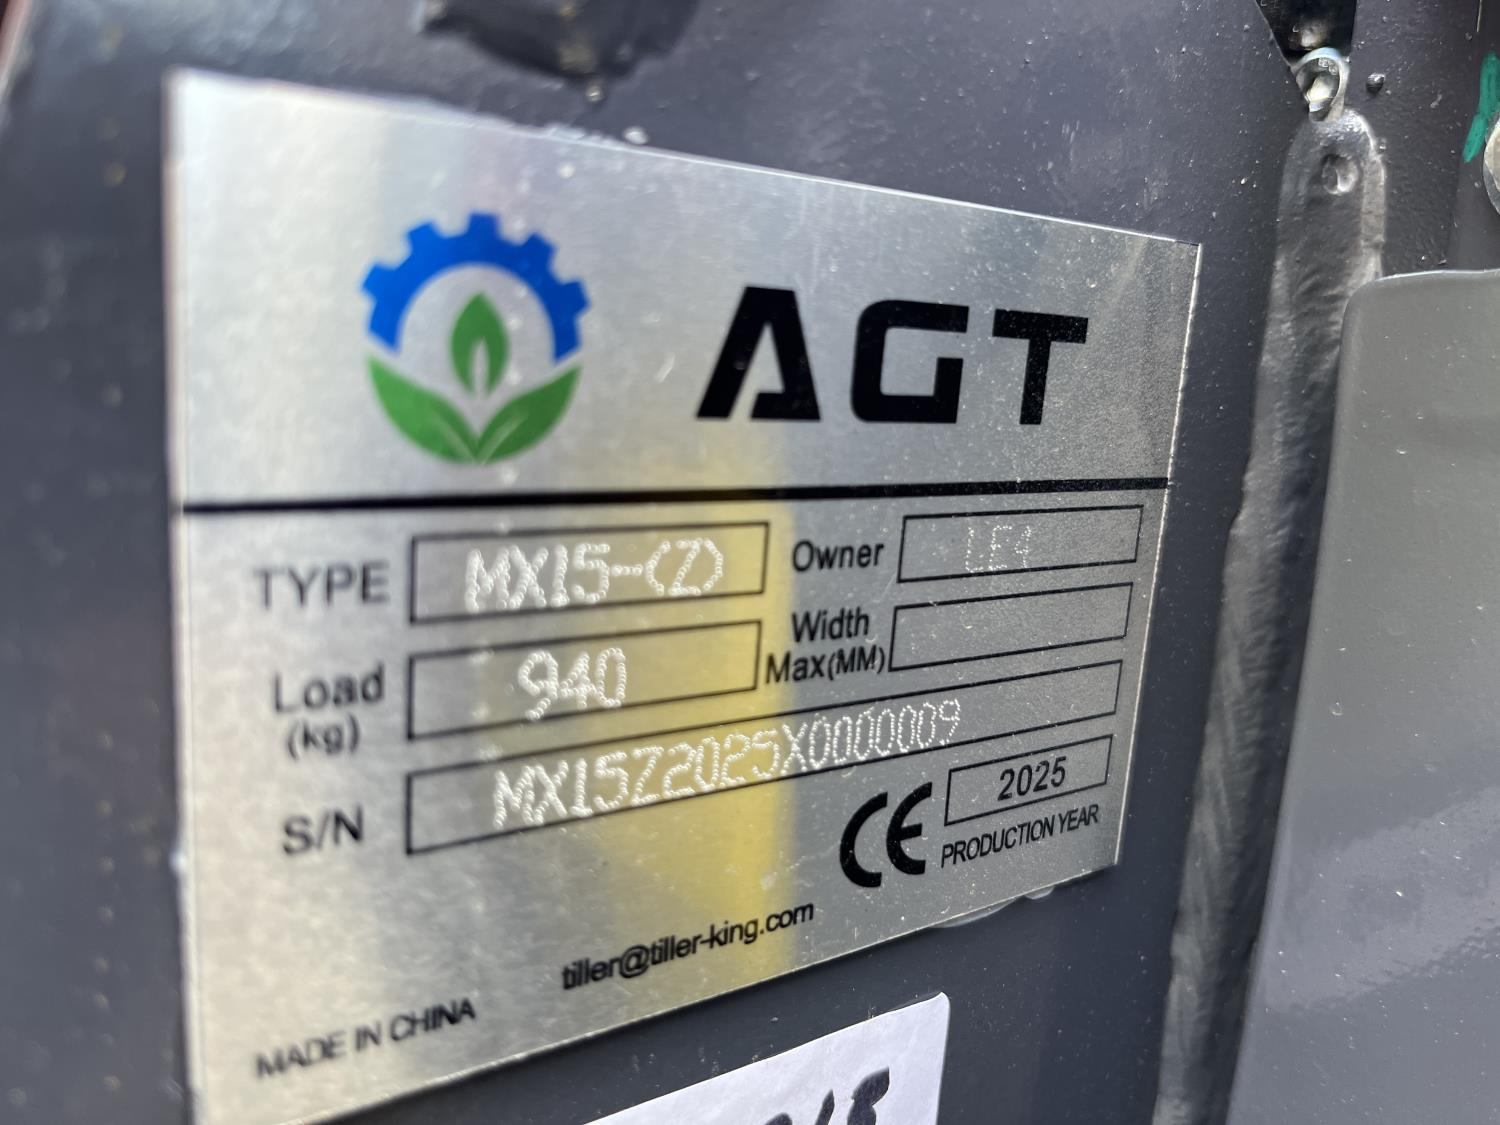 AGT
TYPE MX15-(Z)
Owner LE4
Load (kg) 940
Width Max(MM)
S/N MX15Z2025X0000009
CE 2025
PRODUCTION YEAR
tiller@tiller-king.com
MADE IN CHINA